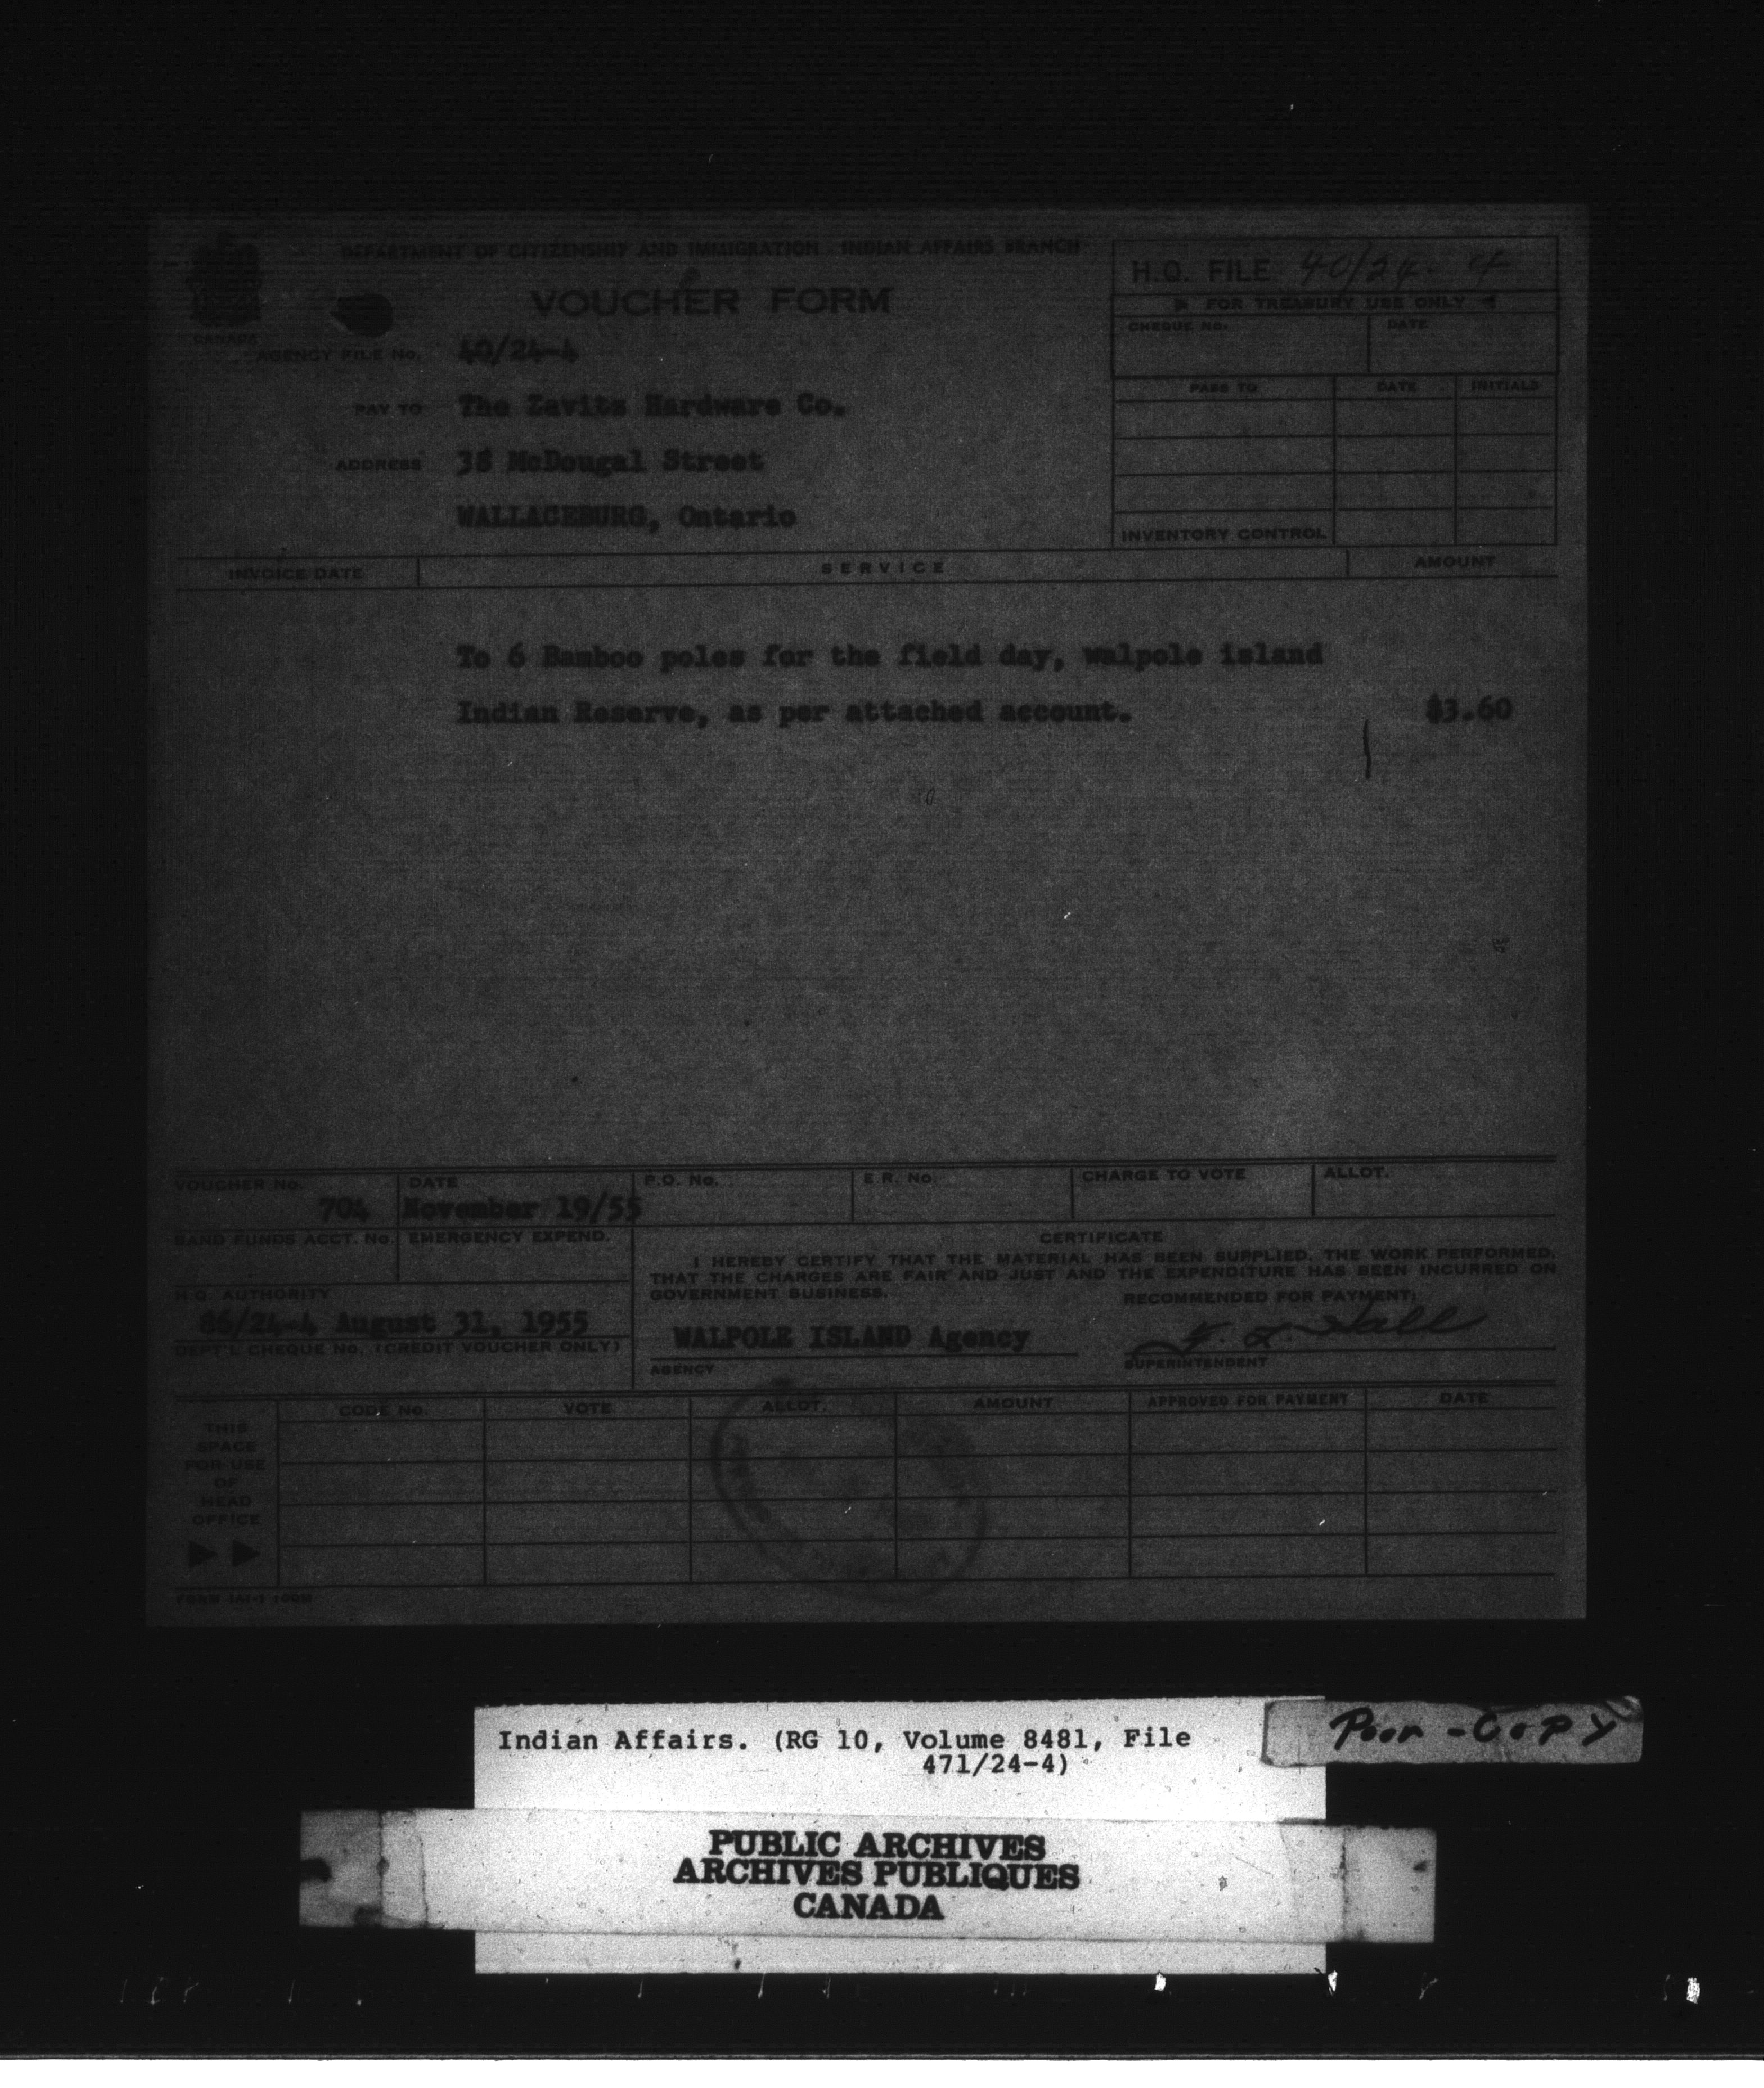 DEPARTMENT OF CITIZENSHIP AND IMMIGRATION - INDIAN AFFAIRS BRANCH
VOUCHER FORM
CANADA
H.Q. FILE 40/24-4
▶ FOR TREASURY USE ONLY ◀
CHEQUE No. DATE
AGENCY FILE No. 40/24-4
PASS TO DATE INITIALS
PAY TO The Zavitz Hardware Co.
ADDRESS 38 McDougal Street
WALLACEBURG, Ontario
INVENTORY CONTROL
INVOICE DATE SERVICE AMOUNT
To 6 Bamboo poles for the field day, walpole island
Indian Reserve, as per attached account. $3.60
VOUCHER No. DATE P.O. No. E.R. No. CHARGE TO VOTE ALLOT.
704 November 19/55
BAND FUNDS ACCT. No. EMERGENCY EXPEND.
CERTIFICATE
I HEREBY CERTIFY THAT THE MATERIAL HAS BEEN SUPPLIED, THE WORK PERFORMED,
THAT THE CHARGES ARE FAIR AND JUST AND THE EXPENDITURE HAS BEEN INCURRED ON
GOVERNMENT BUSINESS.
RECOMMENDED FOR PAYMENT:
H.Q. AUTHORITY
86/24-4 August 31, 1955
WALPOLE ISLAND Agency
DEPT'L CHEQUE No. (CREDIT VOUCHER ONLY)
AGENCY
SUPERINTENDENT
CODE No. VOTE ALLOT. AMOUNT APPROVED FOR PAYMENT DATE
THIS
SPACE
FOR USE
OF
HEAD
OFFICE
▶ ▶
Indian Affairs. (RG 10, Volume 8481, File
471/24-4)
Poor-Copy
PUBLIC ARCHIVES
ARCHIVES PUBLIQUES
CANADA